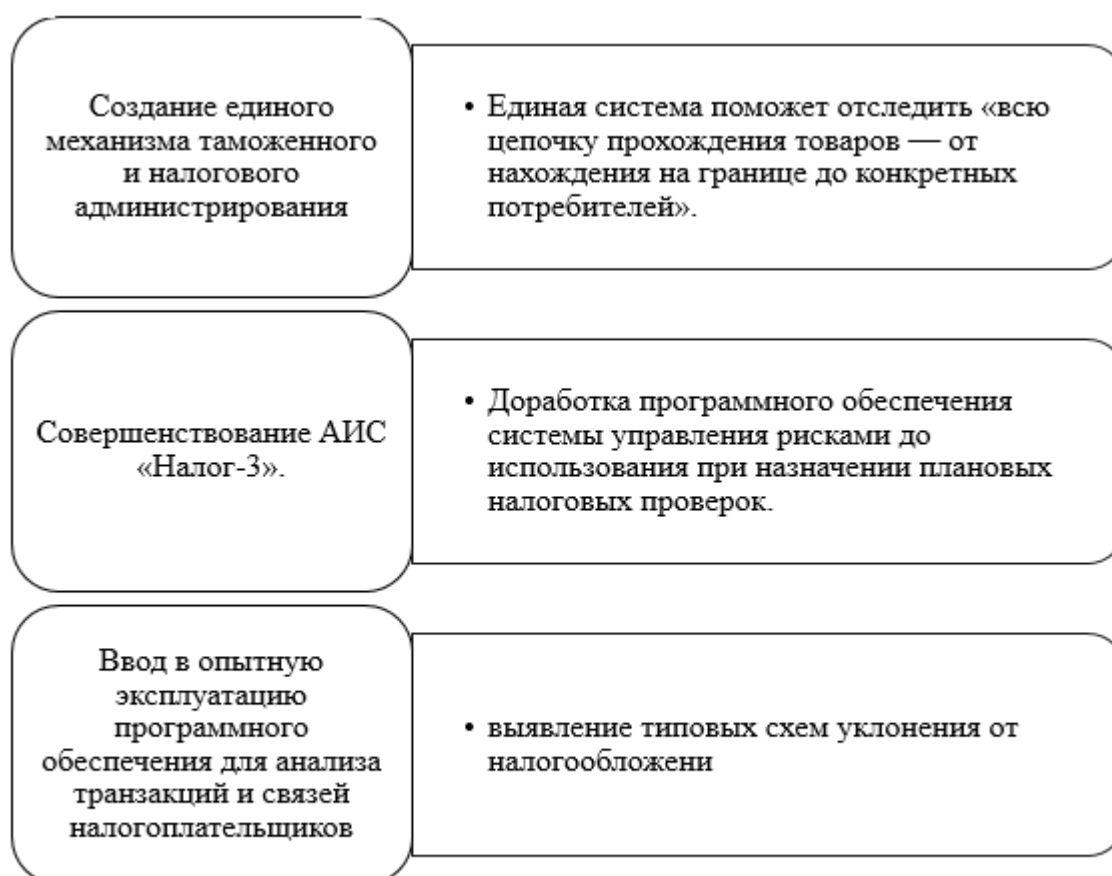 Создание единого
механизма таможенного
и налогового
администрирования
• Единая система поможет отследить «всю
цепочку прохождения товаров — от
нахождения на границе до конкретных
потребителей».
Совершенствование АИС
«Налог-3».
• Доработка программного обеспечения
системы управления рисками до
использования при назначении плановых
налоговых проверок.
Ввод в опытную
эксплуатацию
программного
обеспечения для анализа
транзакций и связей
налогоплательщиков
• выявление типовых схем уклонения от
налогообложени